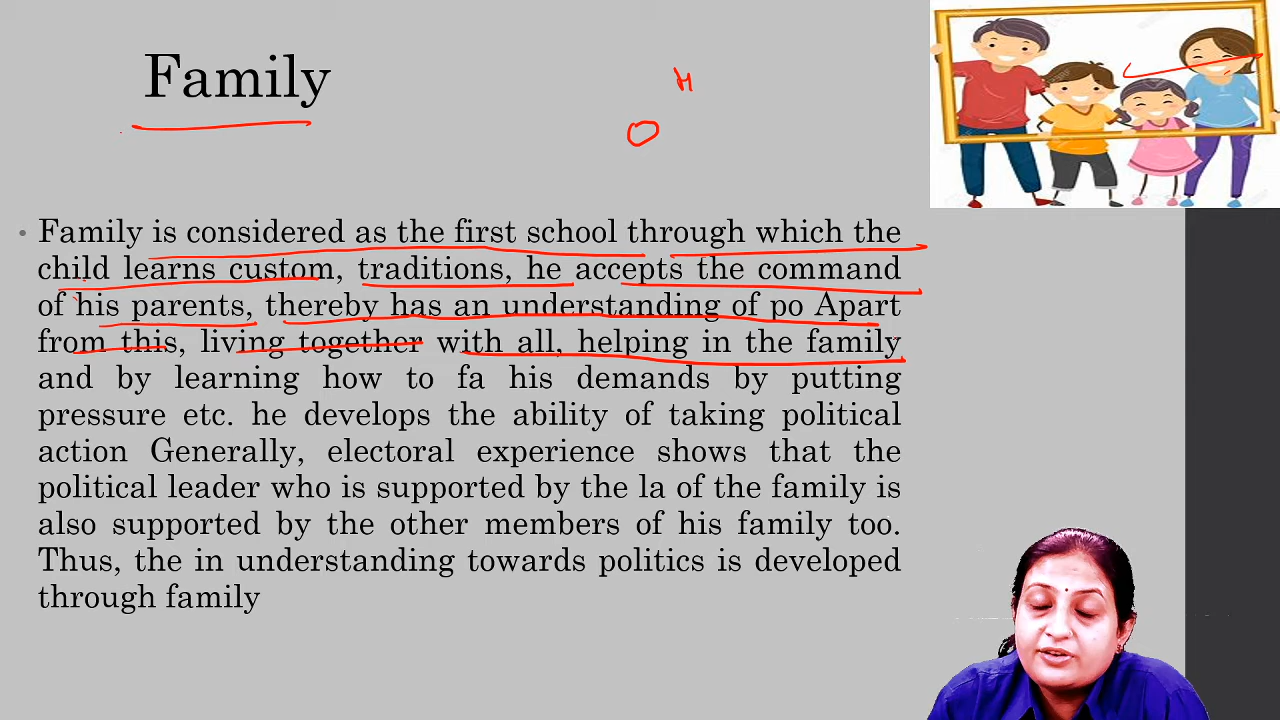 Family
H
O
Family is considered as the first school through which the
child learns custom, traditions, he accepts the command
of his parents, thereby has an understanding of po Apart
from this, living together with all, helping in the family
and by learning how to fa his demands by putting
pressure etc. he develops the ability of taking political
action Generally, electoral experience shows that the
political leader who is supported by the la of the family is
also supported by the other members of his family too.
Thus, the in understanding towards politics is developed
through family